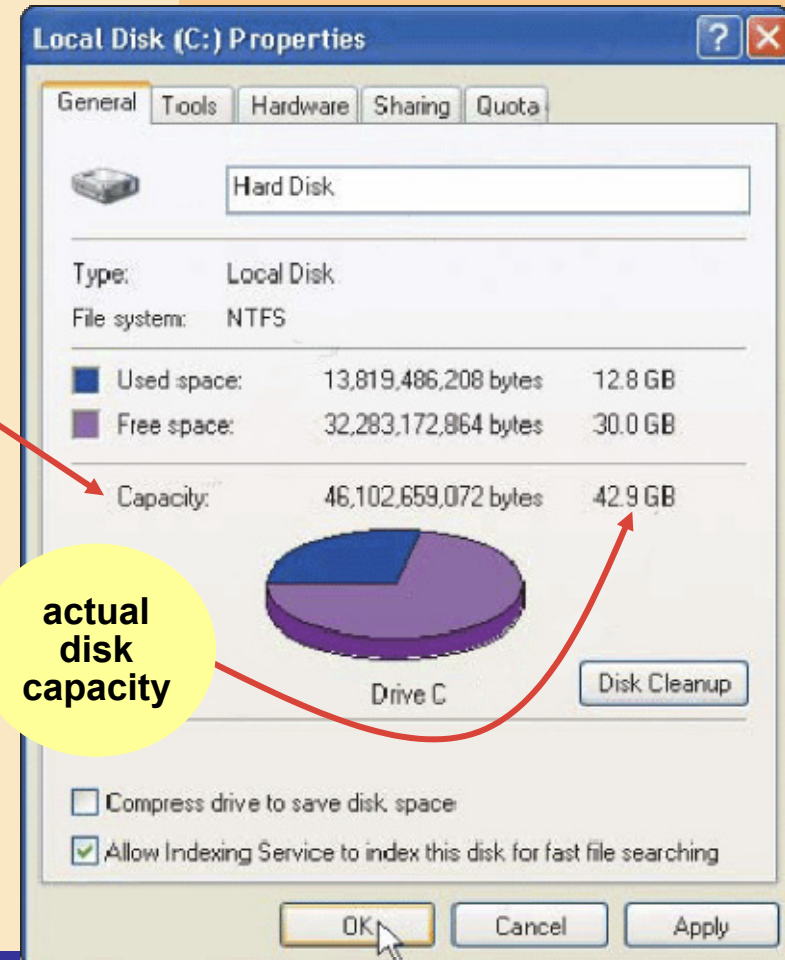 Local Disk (C:) Properties
General Tools Hardware Sharing Quota
Hard Disk
Type: Local Disk
File system: NTFS
Used space: 13,819,486,208 bytes 12.8 GB
Free space: 32,283,172,864 bytes 30.0 GB
Capacity: 46,102,659,072 bytes 42.9 GB
actual
disk
capacity
Drive C
Disk Cleanup
Compress drive to save disk space
Allow Indexing Service to index this disk for fast file searching
OK Cancel Apply